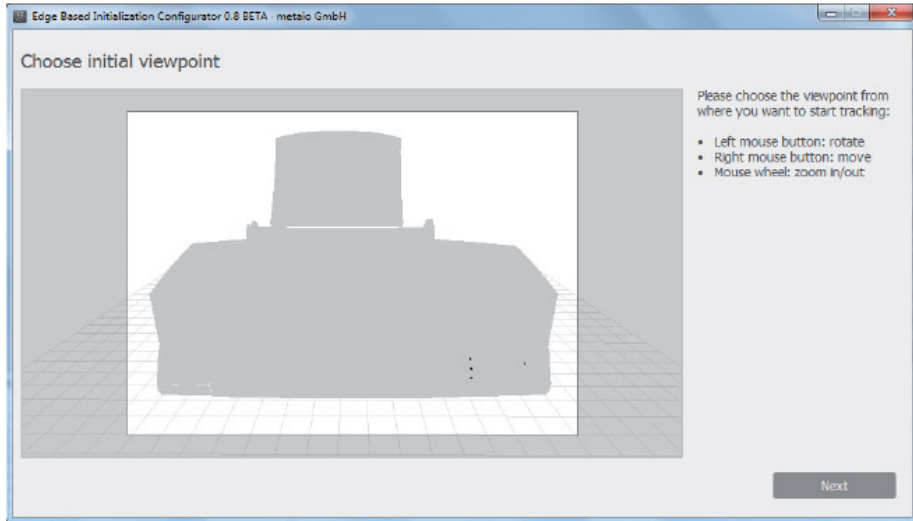 Edge Based Initialization Configurator 0.8 BETA - metaio GmbH
Choose initial viewpoint
Please choose the viewpoint from
where you want to start tracking:
• Left mouse button: rotate
• Right mouse button: move
• Mouse wheel: zoom in/out
Next